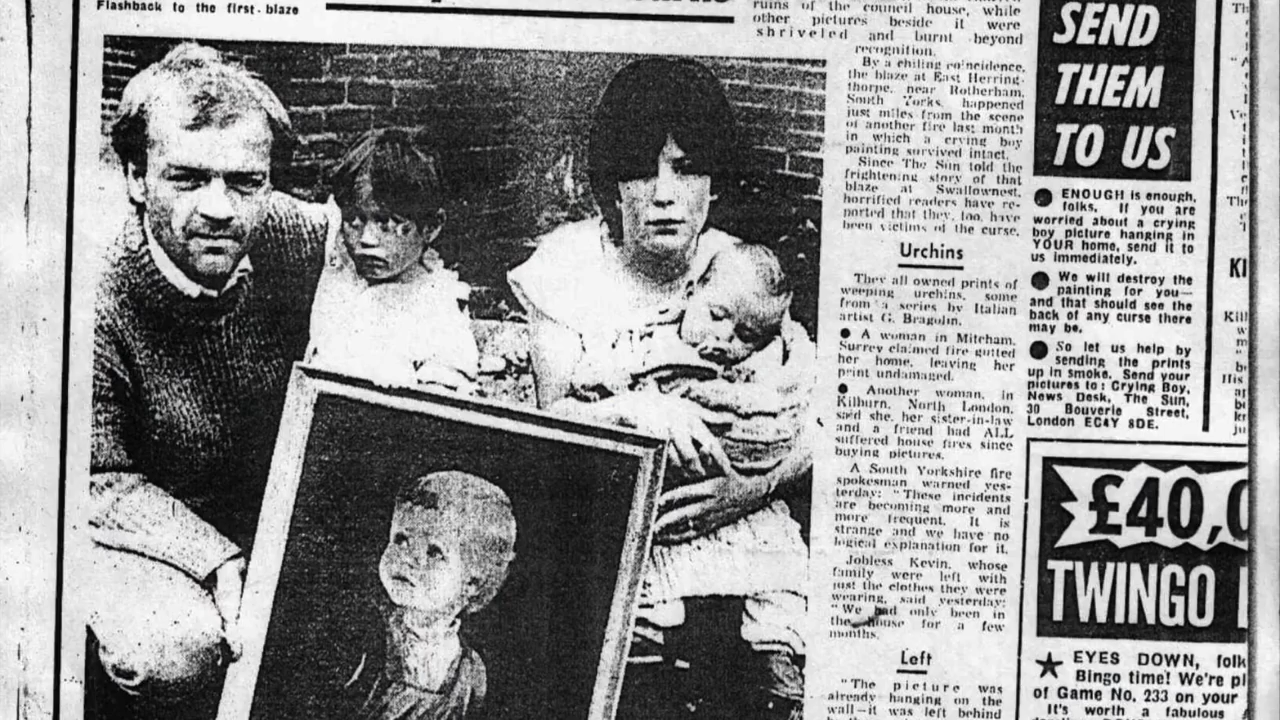 Flashback to the first blaze
ruins of the council house, while
other pictures beside it were
shriveled and burnt beyond
recognition.
By a chiling coincidence,
the blaze at East Herring-
thorpe, near Rotherham,
South Yorks, happened
just miles from the scene
of another fire last month
in which a crying boy
painting survived intact.
Since The Sun told the
frightening story of that
blaze at Swallownest,
horrified readers have re-
ported that they, too, have
been victims of the curse.
Urchins
They all owned prints of
weeping urchins, some
from a series by Italian
artist G. Bragolin.
● A woman in Mitcham,
Surrey claimed fire gutted
her home, leaving her
print undamaged.
● Another woman, in
Kilburn, North London,
said she, her sister-in-law
and a friend had ALL
suffered house fires since
buying pictures.
A South Yorkshire fire
spokesman warned yes-
terday: "These incidents
are becoming more and
more frequent. It is
strange and we have no
logical explanation for it.
Jobless Kevin, whose
family were left with
just the clothes they were
wearing, said yesterday:
"We had only been in
the house for a few
months.
Left
"The picture was
already hanging on the
wall—it was left behind
SEND
THEM
TO US
● ENOUGH is enough,
folks. If you are
worried about a crying
boy picture hanging in
YOUR home, send it to
us immediately.
● We will destroy the
painting for you—
and that should see the
back of any curse there
may be.
● So let us help by
sending the prints
up in smoke. Send your
pictures to: Crying Boy,
News Desk, The Sun,
30 Bouverie Street,
London EC4Y 8DE.
£40,0
TWINGO
★ EYES DOWN, folk
Bingo time! We're pl
of Game No. 233 on your
It's worth a fabulous